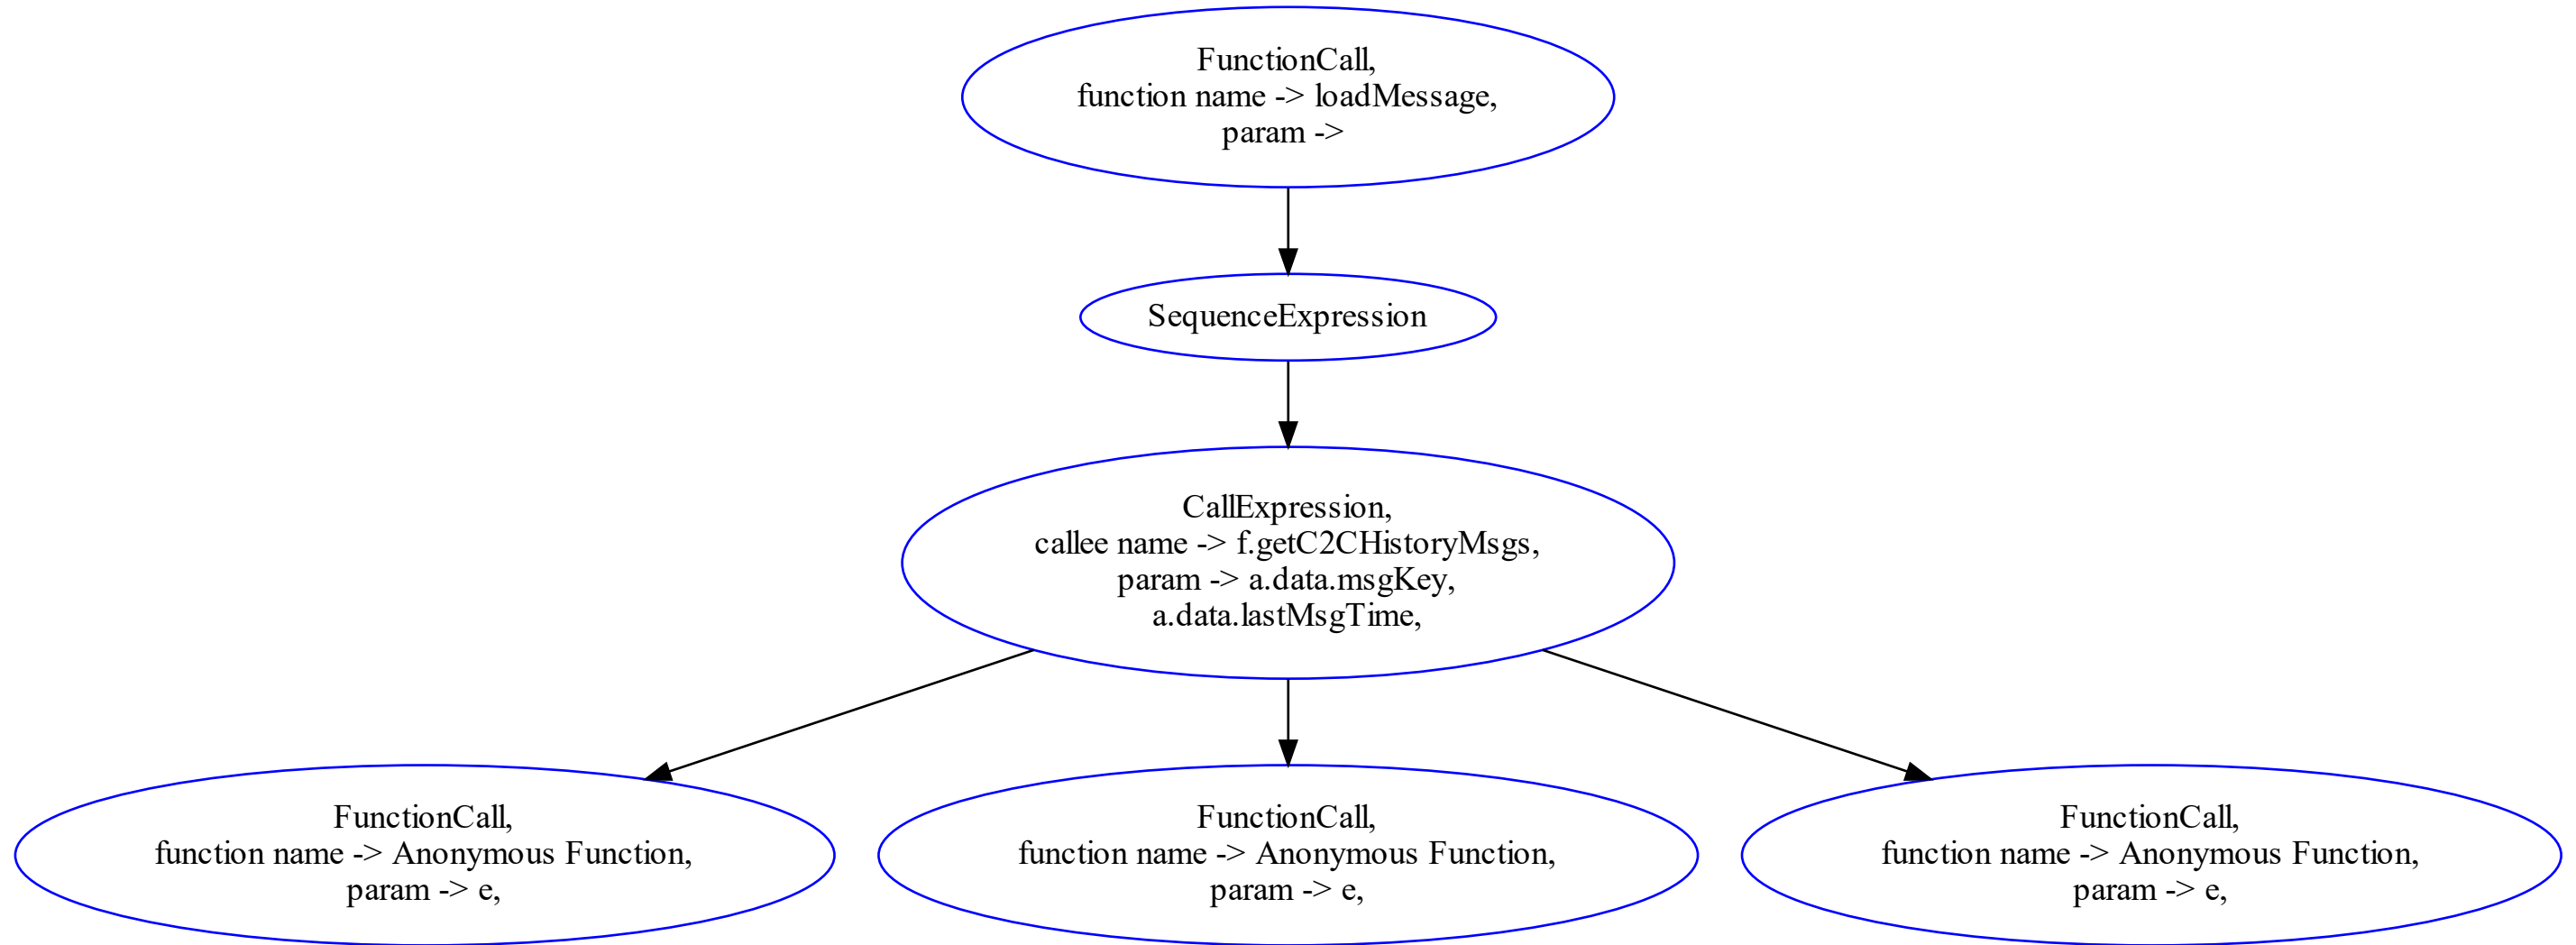 FunctionCall,
function name -> loadMessage,
param ->
SequenceExpression
CallExpression,
callee name -> f.getC2CHistoryMsgs,
param -> a.data.msgKey,
a.data.lastMsgTime,
FunctionCall,
function name -> Anonymous Function,
param -> e,
FunctionCall,
function name -> Anonymous Function,
param -> e,
FunctionCall,
function name -> Anonymous Function,
param -> e,